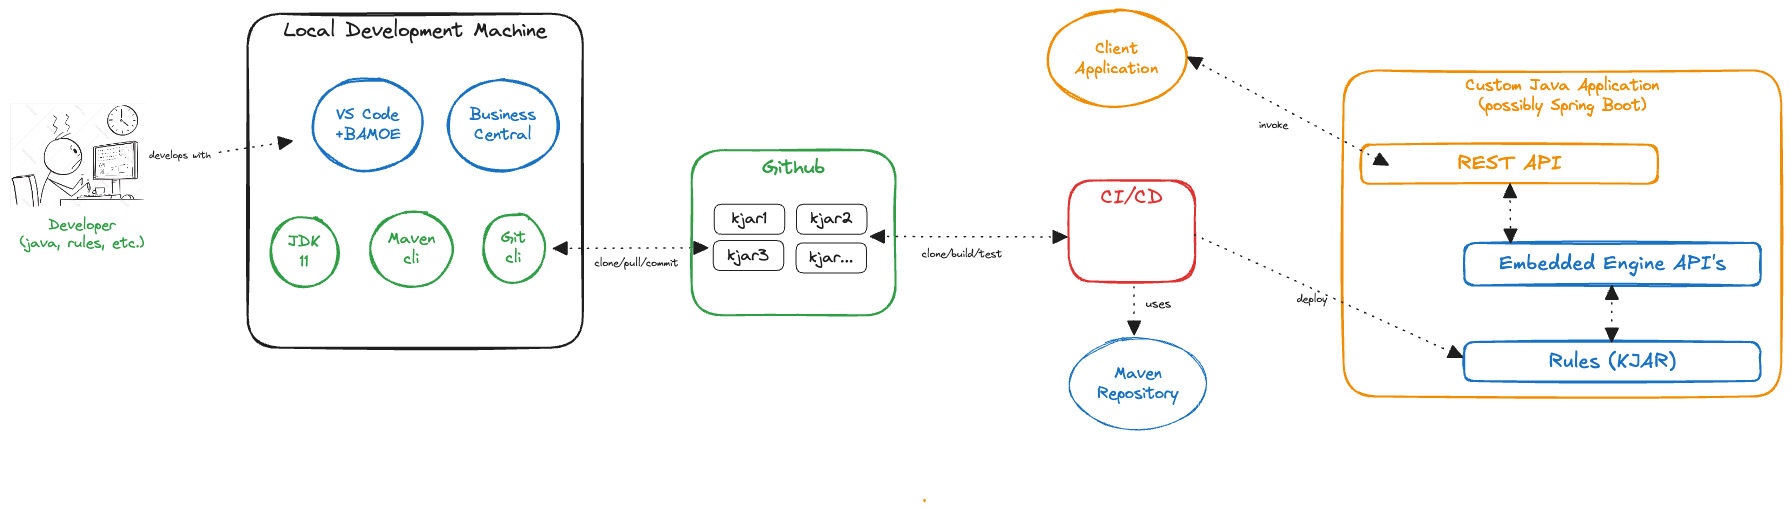 Local Development Machine
VS Code
+BAMOE
Business
Central
develops with
Developer
(java, rules, etc.)
JDK
11
Maven
cli
Git
cli
clone/pull/commit
Github
kjar1
kjar2
kjar3
kjar...
clone/build/test
CI/CD
uses
Maven
Repository
Client
Application
invoke
deploy
Custom Java Application
(possibly Spring Boot)
REST API
Embedded Engine API's
Rules (KJAR)